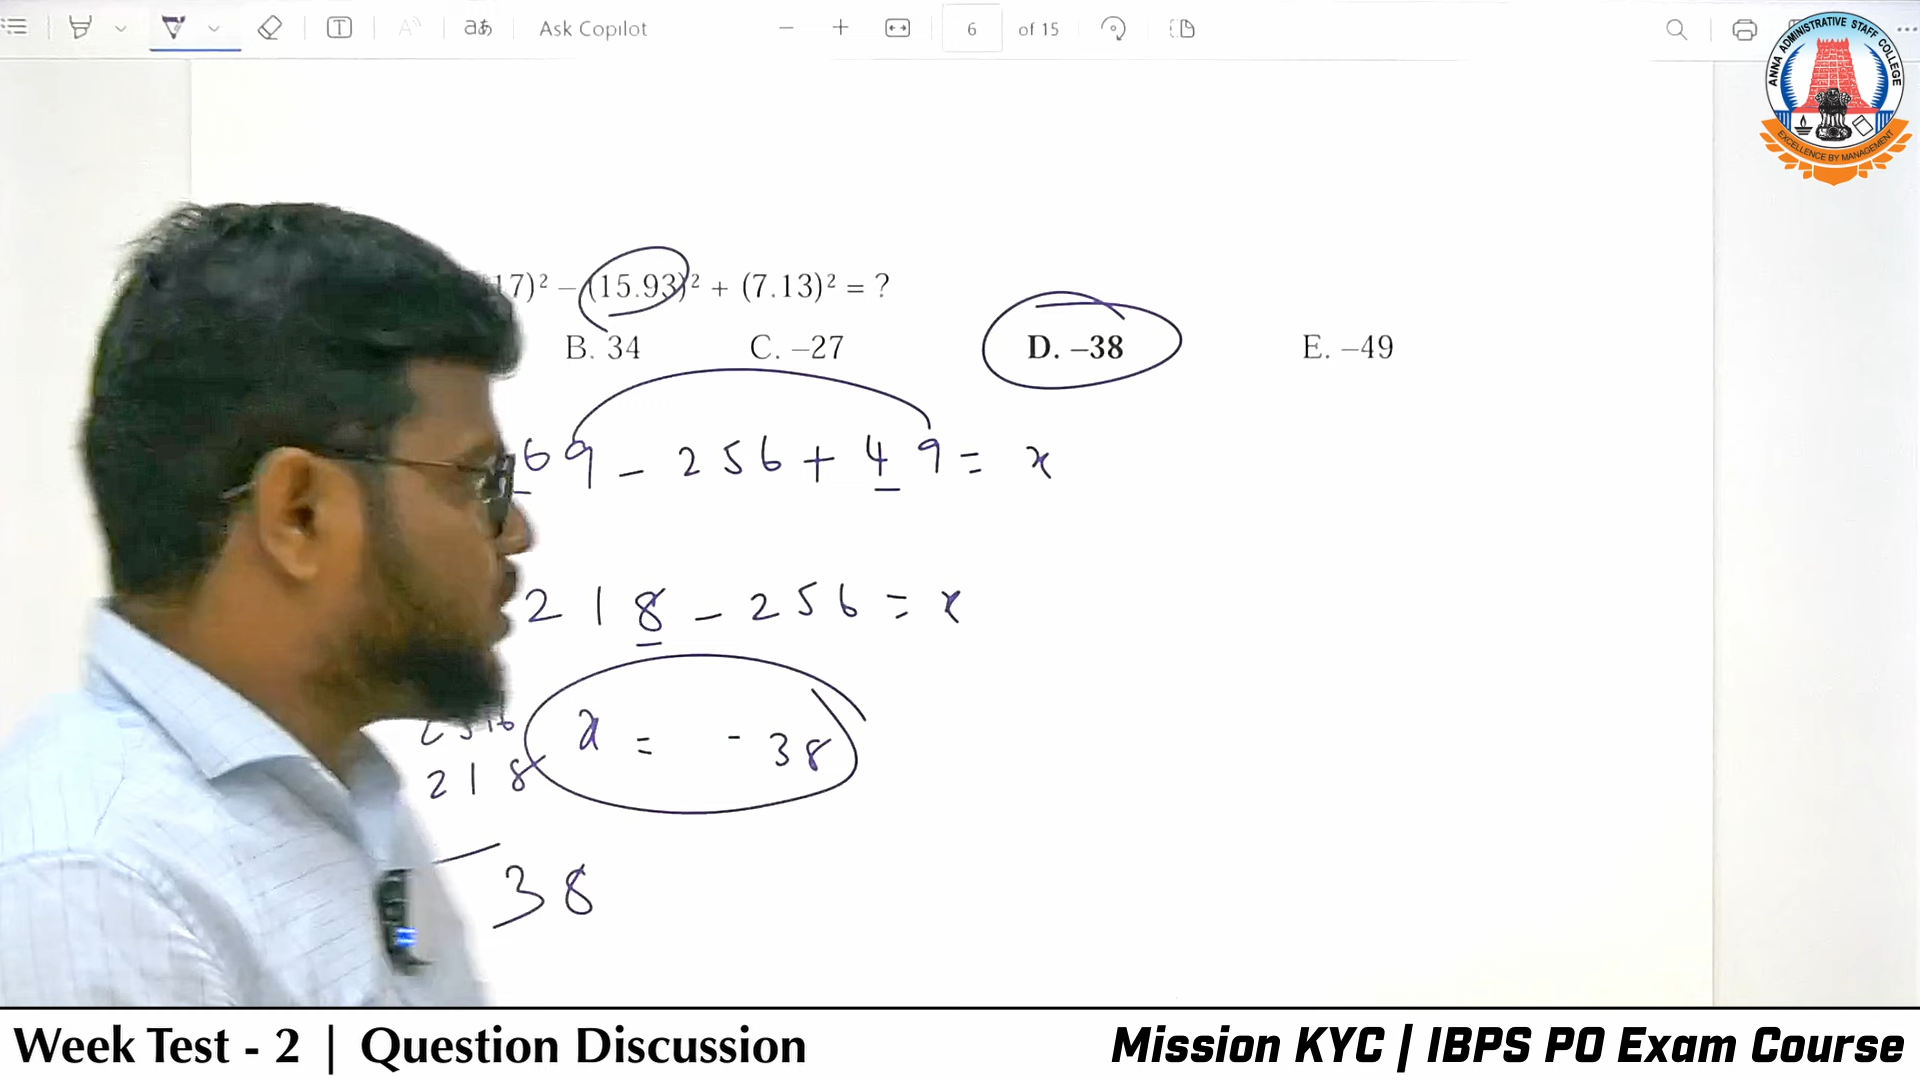 Ask Copilot
6 of 15
ANNA ADMINISTRATIVE STAFF COLLEGE
EXCELLENCE BY MANAGEMENT
17)² – (15.93)² + (7.13)² = ?
B. 34 C. –27 D. –38 E. –49
69 – 256 + 49 = x
218 – 256 = x
x = - 38
218
38
Week Test - 2 | Question Discussion
Mission KYC | IBPS PO Exam Course